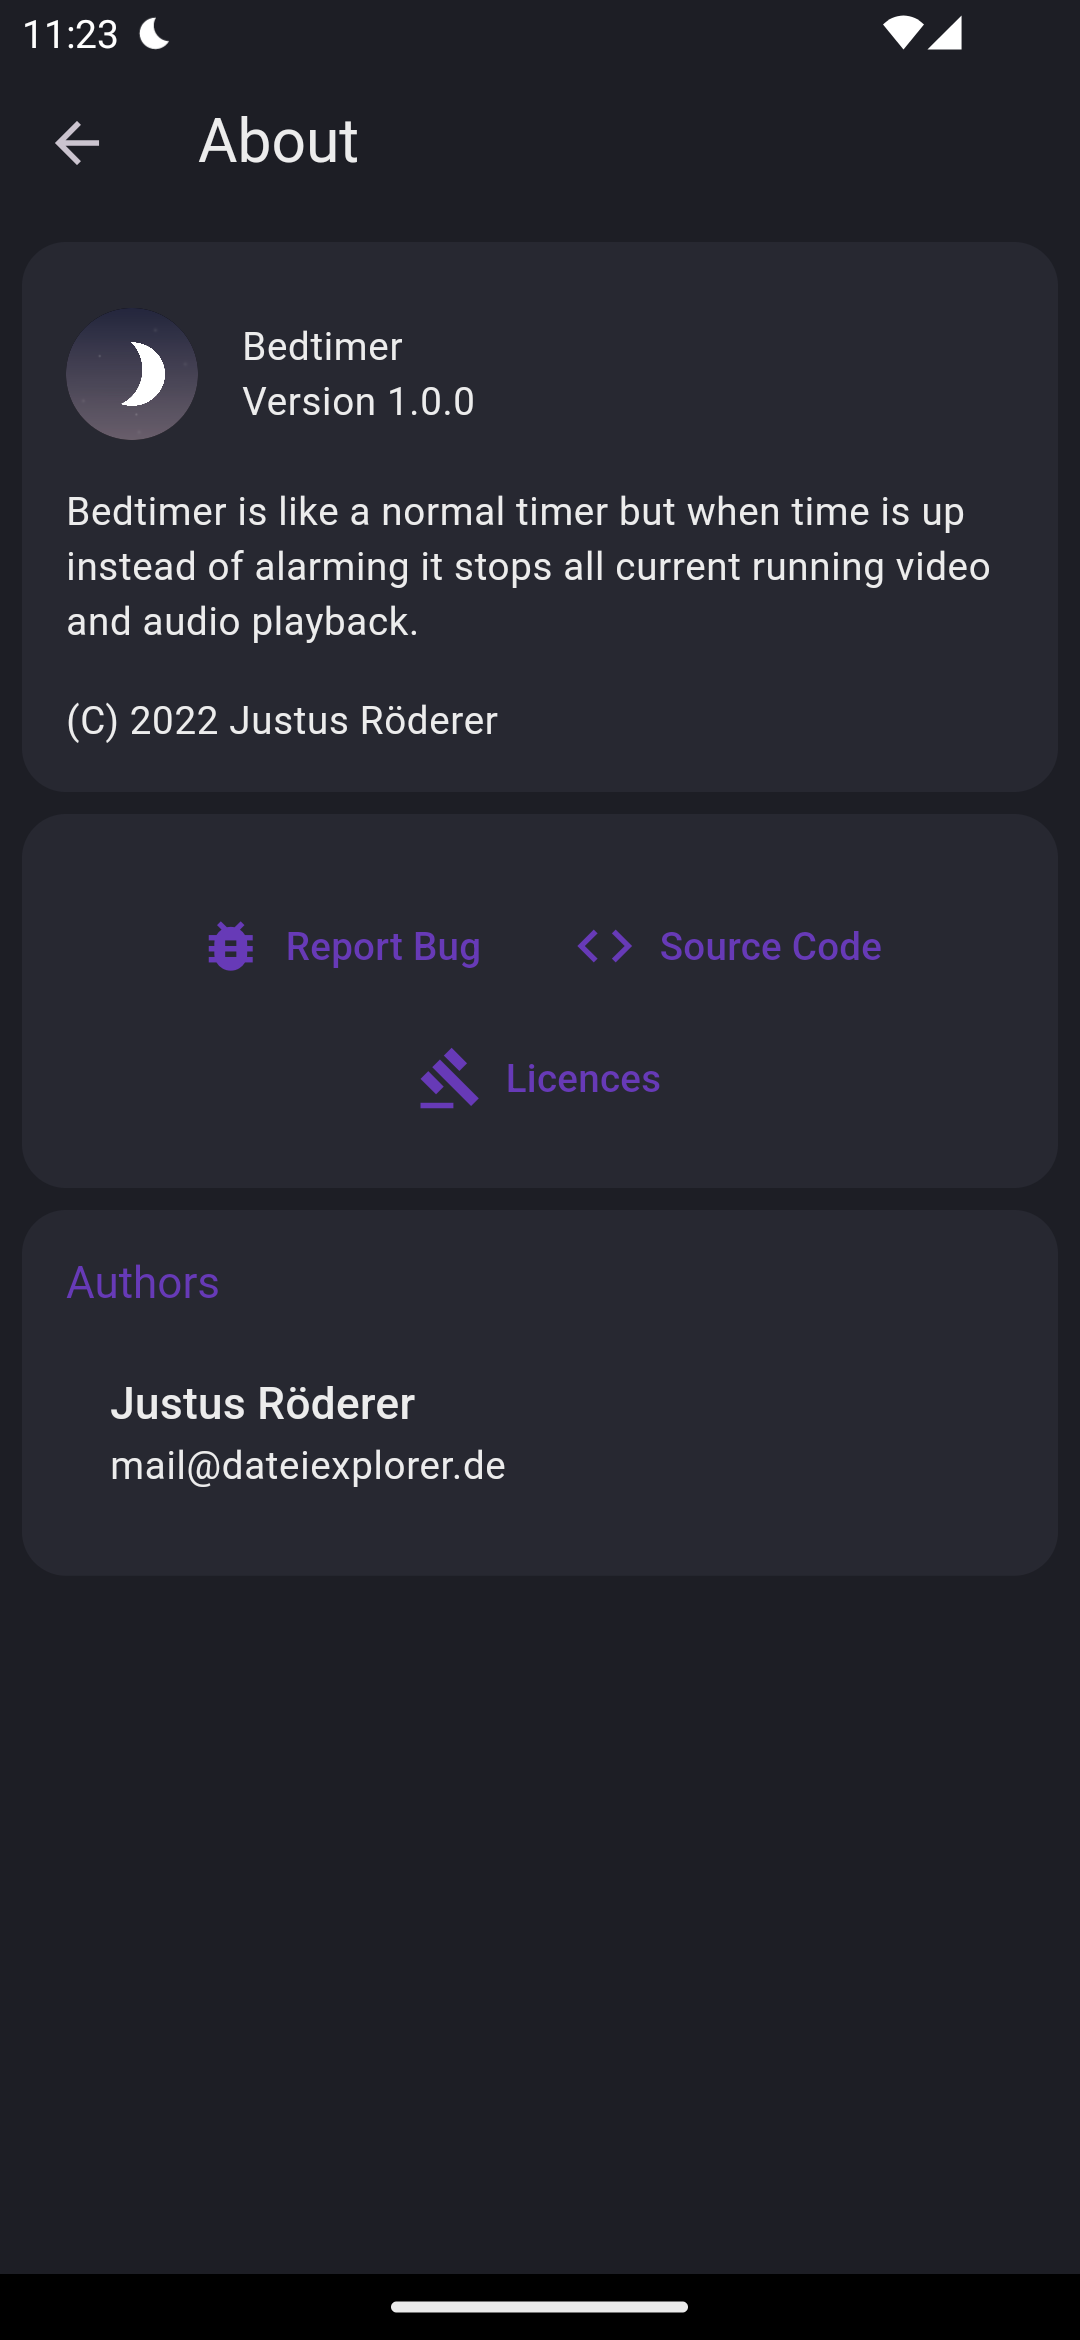 11:23
About
Bedtimer
Version 1.0.0
Bedtimer is like a normal timer but when time is up
instead of alarming it stops all current running video
and audio playback.
(C) 2022 Justus Röderer
Report Bug
Source Code
Licences
Authors
Justus Röderer
mail@dateiexplorer.de